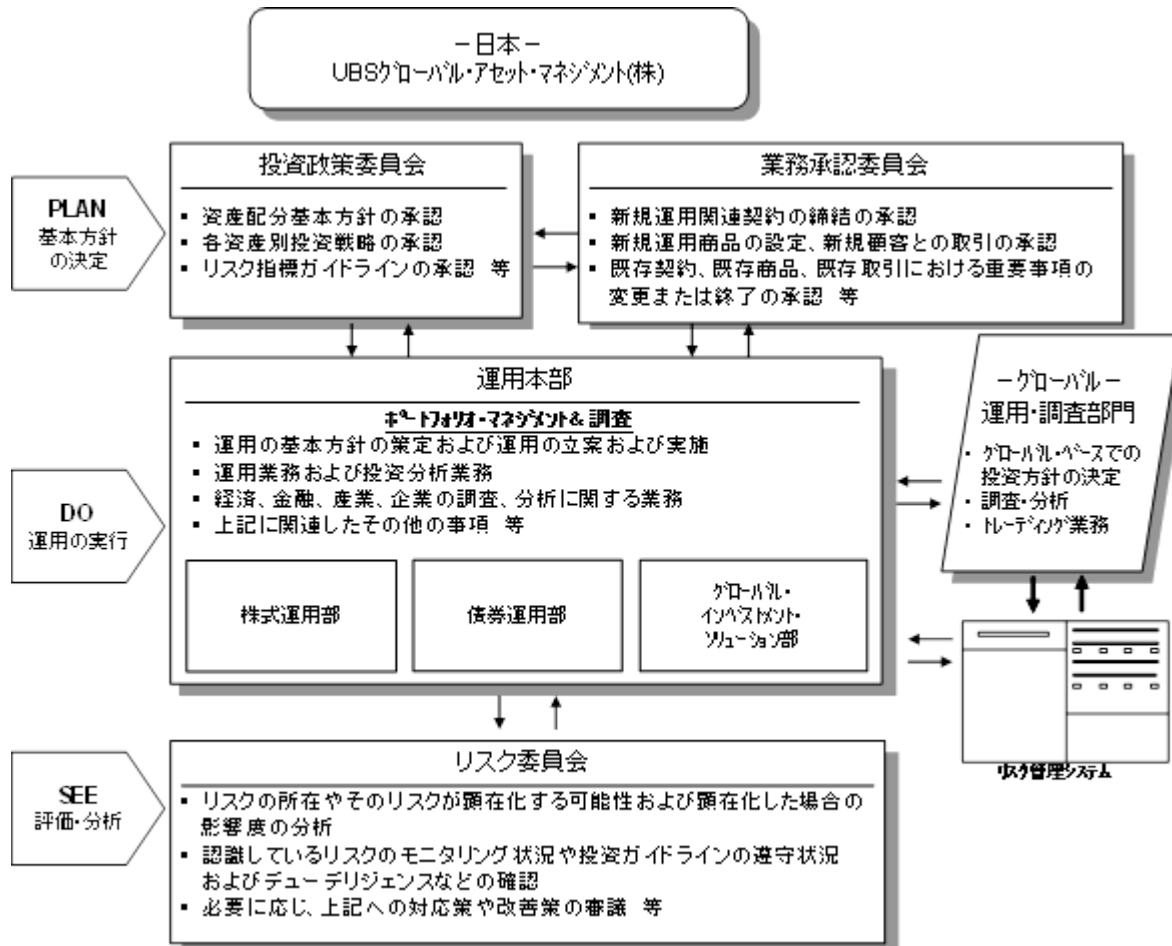 －日本－
UBSグローバル・アセット・マネジメント(株)
PLAN
基本方針
の決定
投資政策委員会
▪ 資産配分基本方針の承認
▪ 各資産別投資戦略の承認
▪ リスク指標ガイドラインの承認 等
業務承認委員会
▪ 新規運用関連契約の締結の承認
▪ 新規運用商品の設定、新規顧客との取引の承認
▪ 既存契約、既存商品、既存取引における重要事項の
変更または終了の承認 等
DO
運用の実行
運用本部
ポートフォリオ・マネジメント& 調査
▪ 運用の基本方針の策定および運用の立案および実施
▪ 運用業務および投資分析業務
▪ 経済、金融、産業、企業の調査、分析に関する業務
▪ 上記に関連したその他の事項 等
株式運用部
債券運用部
グローバル・
インベストメント・
ソリューション部
－グローバル－
運用・調査部門
▪ グローバル・ベースでの
投資方針の決定
▪ 調査・分析
▪ トレーディング業務
リスク管理システム
SEE
評価・分析
リスク委員会
▪ リスクの所在やそのリスクが顕在化する可能性および顕在化した場合の
影響度の分析
▪ 認識しているリスクのモニタリング状況や投資ガイドラインの遵守状況
およびデューデリジェンスなどの確認
▪ 必要に応じ、上記への対応策や改善策の審議 等